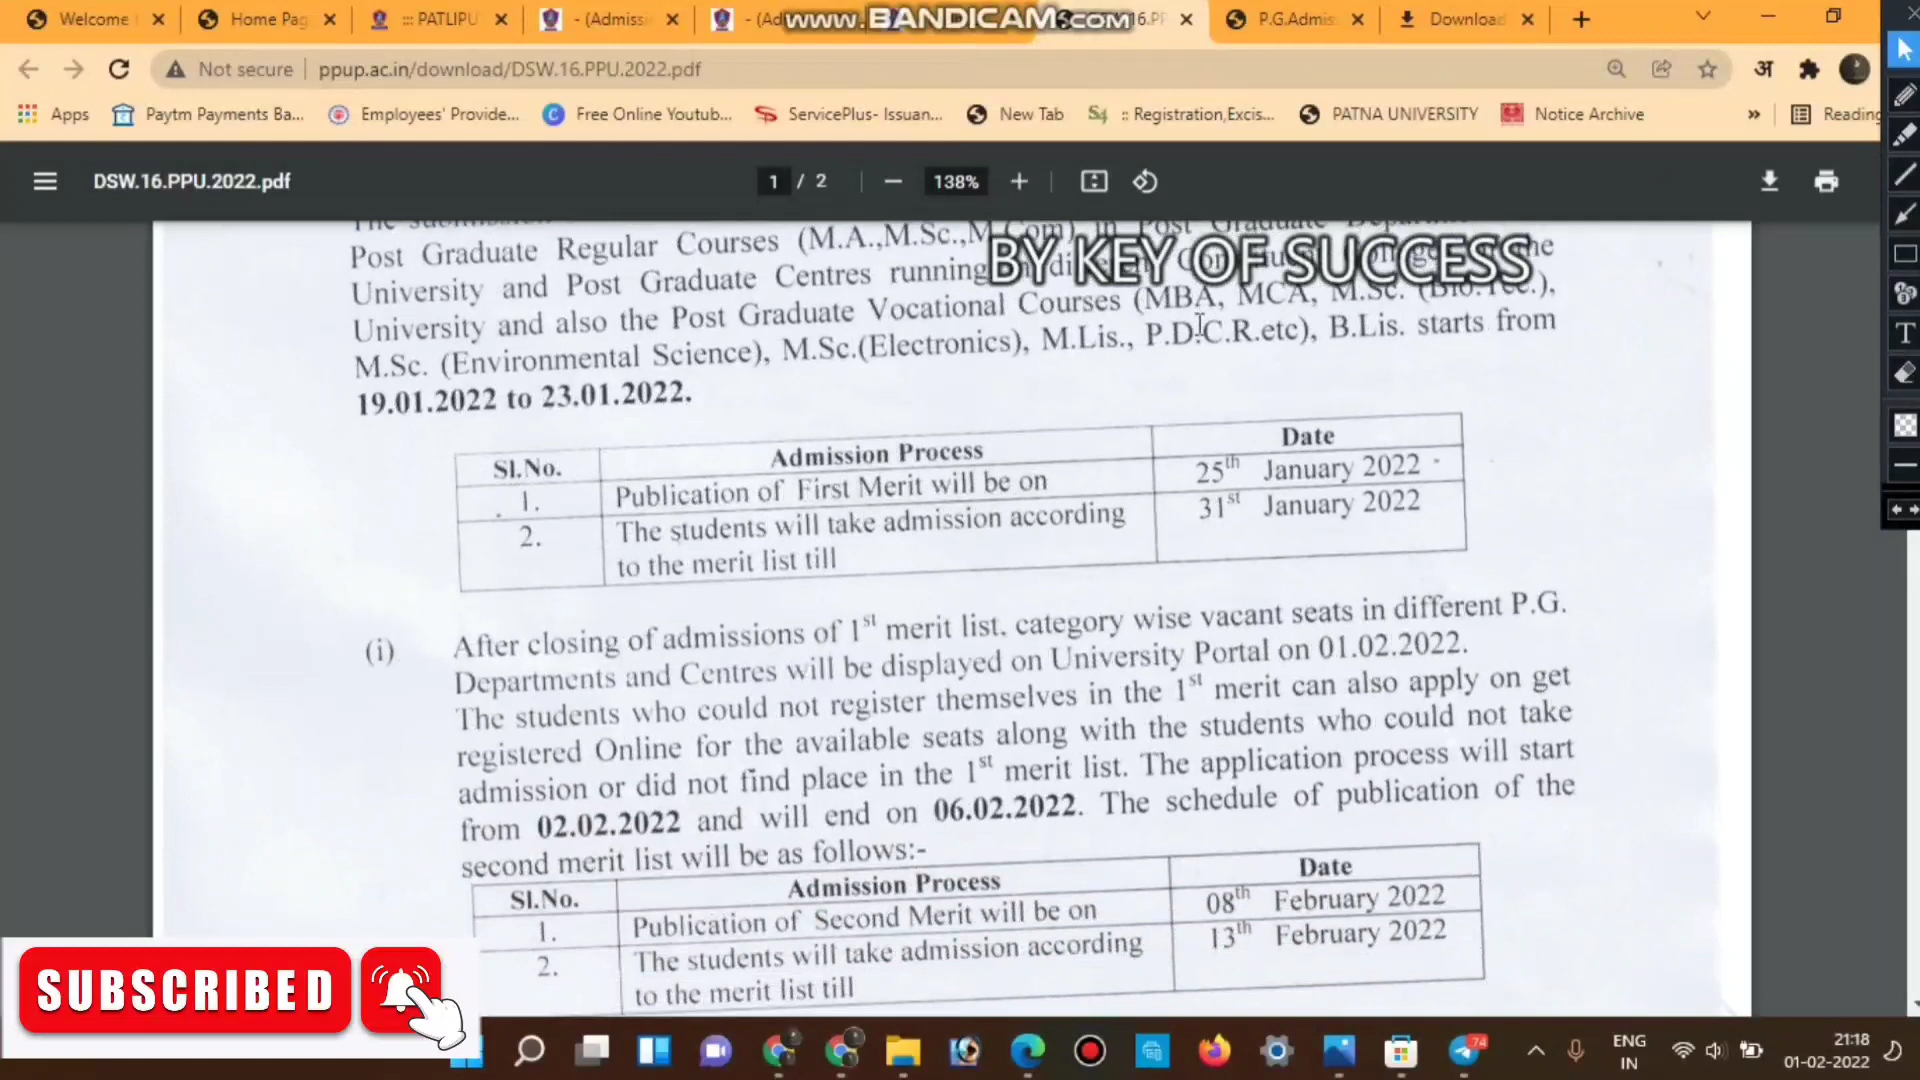 Welcome
Home Pag
::: PATLIPU
- (Admiss
- (Ad
www.BANDICAM.com
16.PP
P.G.Admis
Download
Not secure
ppup.ac.in/download/DSW.16.PPU.2022.pdf
अ
Apps
Paytm Payments Ba...
Employees' Provide...
Free Online Youtub...
ServicePlus- Issuan...
New Tab
:: Registration,Excis...
PATNA UNIVERSITY
Notice Archive
»
Reading
DSW.16.PPU.2022.pdf
1 / 2
138%
Post Graduate Regular Courses (M.A.,M.Sc.,M.Com) in Post Graduate
BY KEY OF SUCCESS
University and Post Graduate Centres running the
University and also the Post Graduate Vocational Courses (MBA, MCA, M.Sc. (Bio.Tec.),
M.Sc. (Environmental Science), M.Sc.(Electronics), M.Lis., P.D.C.R.etc), B.Lis. starts from
19.01.2022 to 23.01.2022.
Sl.No. Admission Process Date
1. Publication of First Merit will be on 25th January 2022
2. The students will take admission according 31st January 2022
to the merit list till
(i) After closing of admissions of 1st merit list. category wise vacant seats in different P.G.
Departments and Centres will be displayed on University Portal on 01.02.2022.
The students who could not register themselves in the 1st merit can also apply on get
registered Online for the available seats along with the students who could not take
admission or did not find place in the 1st merit list. The application process will start
from 02.02.2022 and will end on 06.02.2022. The schedule of publication of the
second merit list will be as follows:-
Sl.No. Admission Process Date
1. Publication of Second Merit will be on 08th February 2022
2. The students will take admission according 13th February 2022
to the merit list till
SUBSCRIBED
74
ENG
IN
21:18
01-02-2022